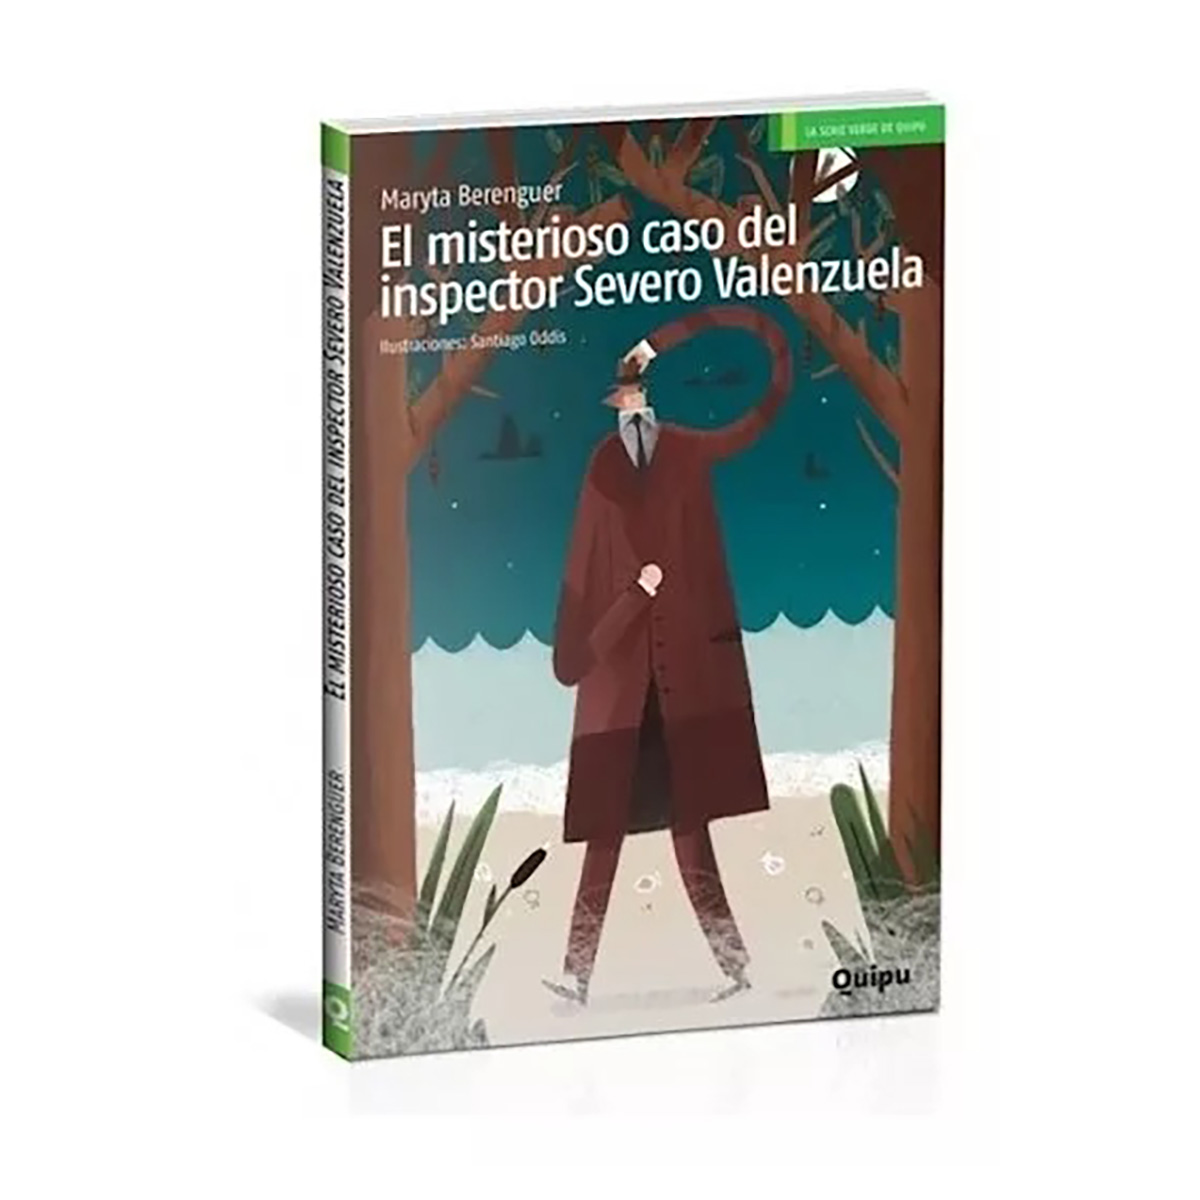 LA SERIE VERDE DE QUIPU
Maryta Berenguer
El misterioso caso del
inspector Severo Valenzuela
Ilustraciones: Santiago Oddis
Quipu
EL MISTERIOSO CASO DEL INSPECTOR SEVERO VALENZUELA
MARYTA BERENGUER
Q